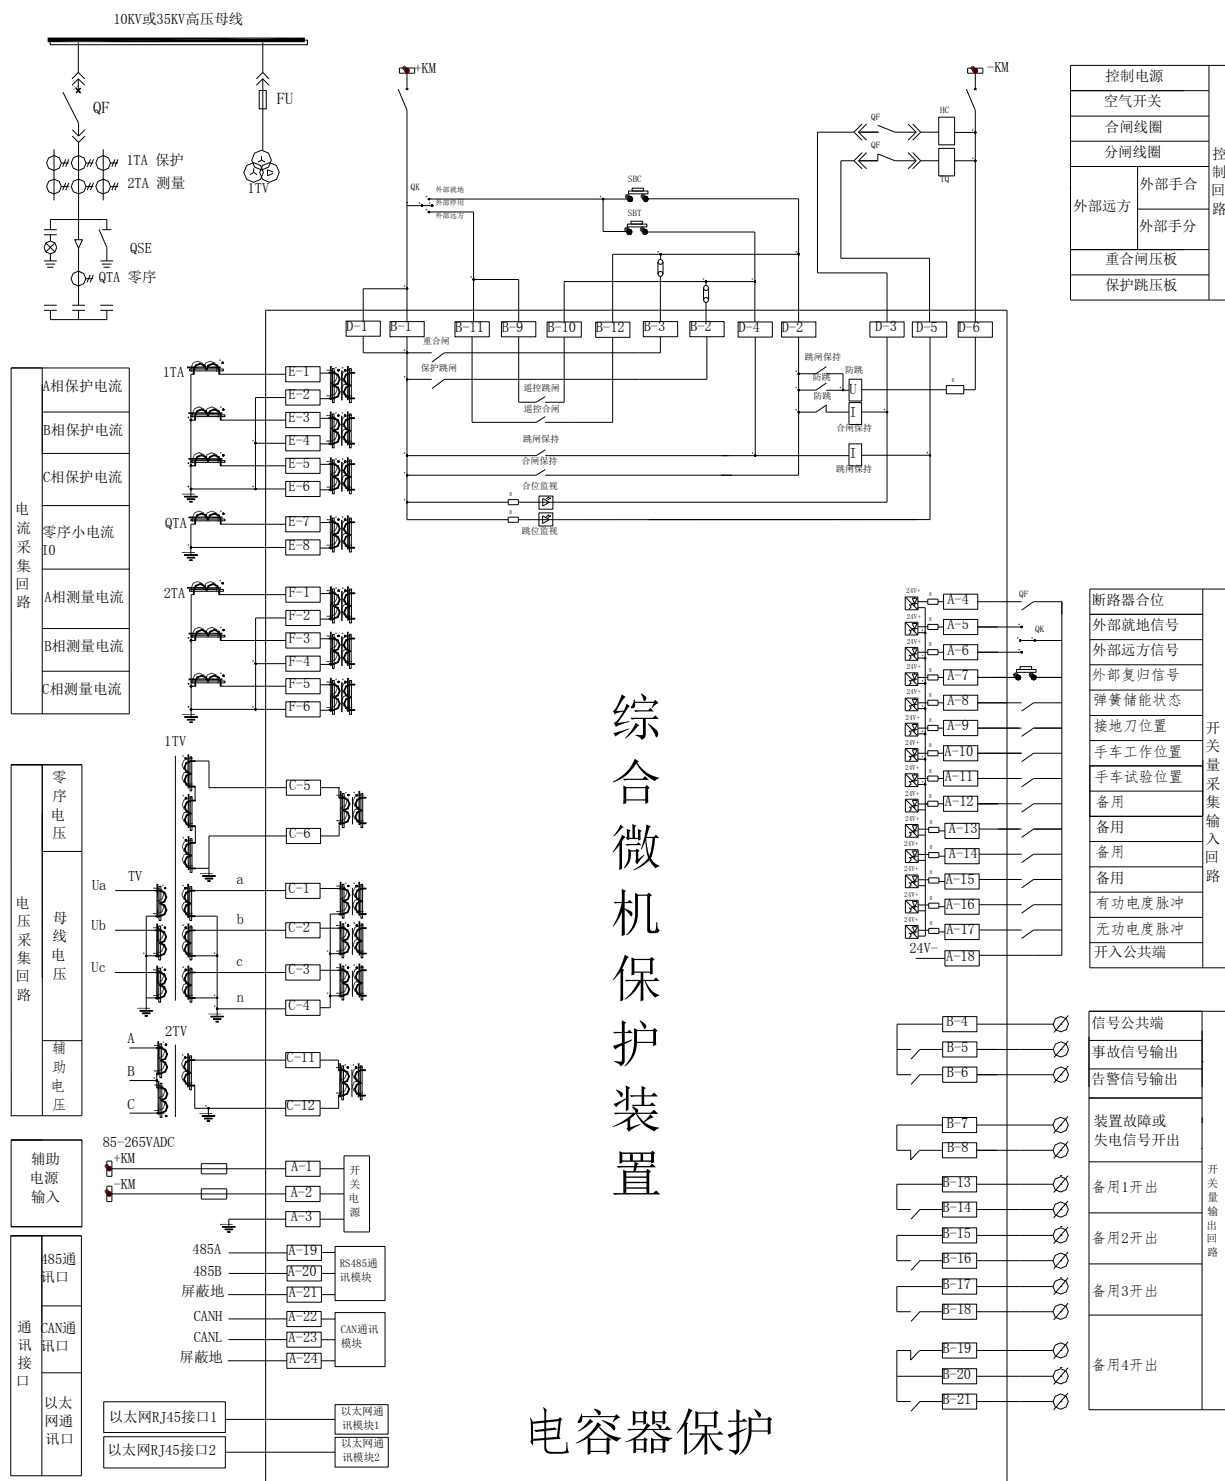 10KV或35KV高压母线
QF
FU
1TA 保护
2TA 测量
1TV
QSE
QTA 零序
+KM
-KM
QF
HC
QF
TQ
QK
外部就地
外部停用
外部远方
SBC
SBT
控制电源
空气开关
合闸线圈
分闸线圈
外部远方
外部手合
外部手分
重合闸压板
保护跳压板
控制回路
D-1
B-1
B-11
B-9
B-10
B-12
B-3
B-2
D-4
D-2
D-3
D-5
D-6
重合闸
保护跳闸
遥控跳闸
遥控合闸
跳闸保持
合闸保持
合位监视
跳位监视
R
R
跳闸保持
防跳
防跳
防跳
U
I
合闸保持
I
跳闸保持
R
电流采集回路
A相保护电流
B相保护电流
C相保护电流
零序小电流
I0
A相测量电流
B相测量电流
C相测量电流
1TA
E-1
E-2
E-3
E-4
E-5
E-6
QTA
E-7
E-8
2TA
F-1
F-2
F-3
F-4
F-5
F-6
电压采集回路
零序电压
母线电压
辅助电压
1TV
C-5
C-6
TV
Ua
Ub
Uc
a
b
c
n
C-1
C-2
C-3
C-4
2TV
A
B
C
C-11
C-12
辅助
电源
输入
85-265VADC
+KM
-KM
A-1
A-2
A-3
开关电源
通讯接口
485通
讯口
CAN通
讯口
以太
网通
讯口
485A
485B
屏蔽地
A-19
A-20
A-21
RS485通
讯模块
CANH
CANL
屏蔽地
A-22
A-23
A-24
CAN通讯
模块
以太网RJ45接口1
以太网通
讯模块1
以太网RJ45接口2
以太网通
讯模块2
综合微机保护装置
电容器保护
24V+ R A-4 QF
24V+ R A-5 QK
24V+ R A-6
24V+ R A-7
24V+ R A-8
24V+ R A-9
24V+ R A-10
24V+ R A-11
24V+ R A-12
24V+ R A-13
24V+ R A-14
24V+ R A-15
24V+ R A-16
24V+ R A-17
24V- A-18
断路器合位
外部就地信号
外部远方信号
外部复归信号
弹簧储能状态
接地刀位置
手车工作位置
手车试验位置
备用
备用
备用
备用
有功电度脉冲
无功电度脉冲
开入公共端
开关量采集输入回路
B-4
B-5
B-6
B-7
B-8
B-13
B-14
B-15
B-16
B-17
B-18
B-19
B-20
B-21
信号公共端
事故信号输出
告警信号输出
装置故障或
失电信号开出
备用1开出
备用2开出
备用3开出
备用4开出
开关量输出回路